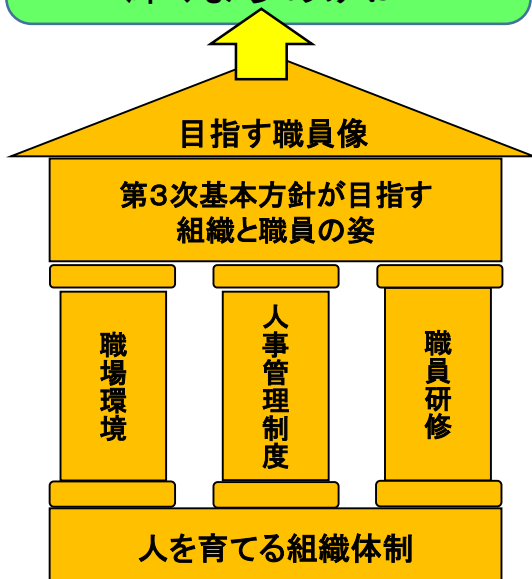 目指す職員像
第3次基本方針が目指す
組織と職員の姿
職場環境
人事管理制度
職員研修
人を育てる組織体制